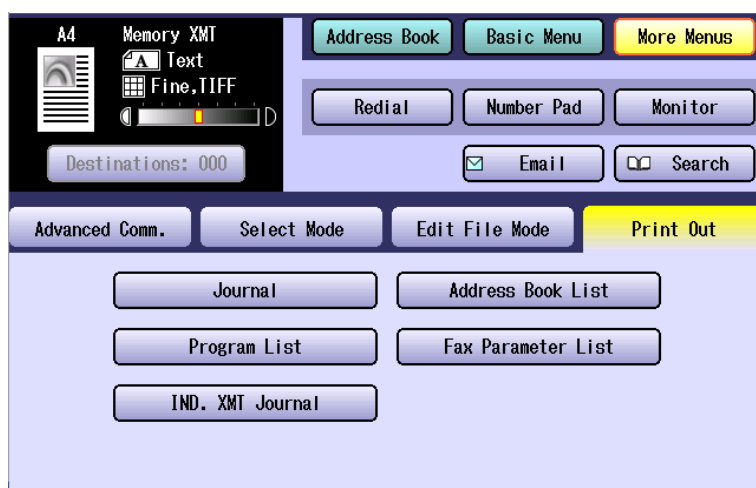 A4
Memory XMT
A Text
Fine,TIFF
Destinations: 000
Address Book
Basic Menu
More Menus
Redial
Number Pad
Monitor
Email
Search
Advanced Comm.
Select Mode
Edit File Mode
Print Out
Journal
Address Book List
Program List
Fax Parameter List
IND. XMT Journal